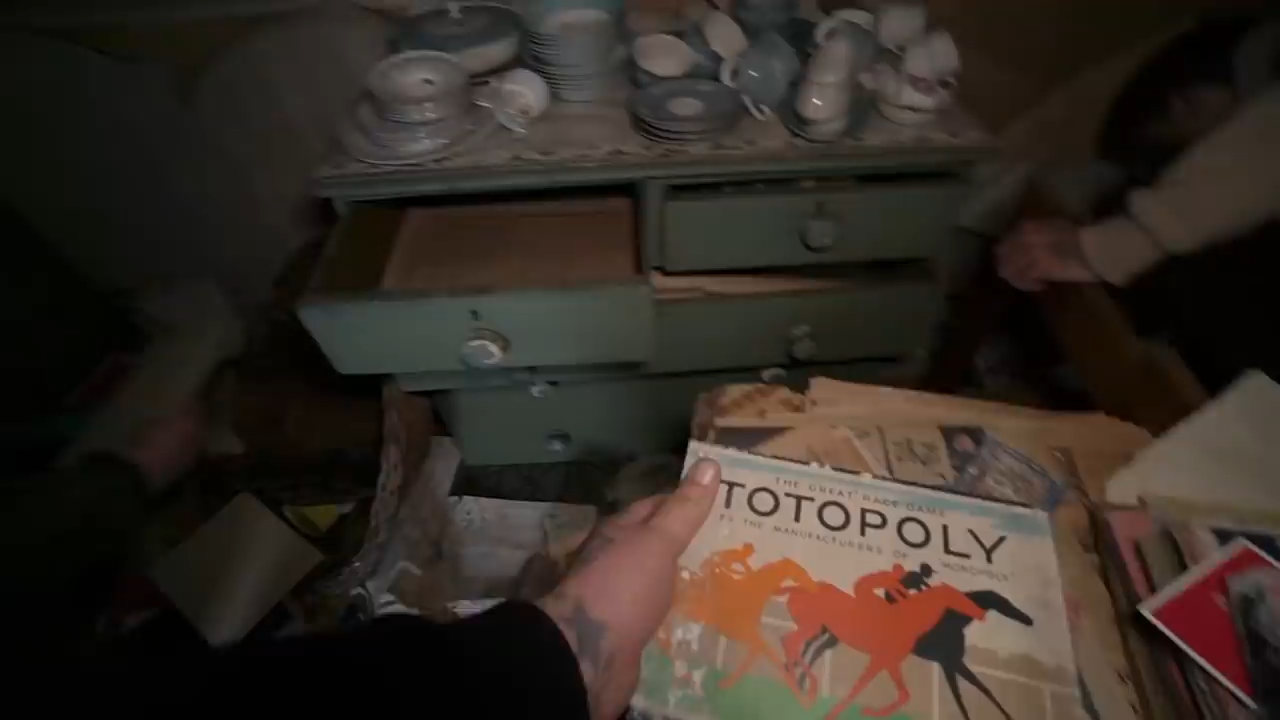 THE GREAT RACE GAME
TOTOPOLY
BY THE MANUFACTURERS OF "MONOPOLY"